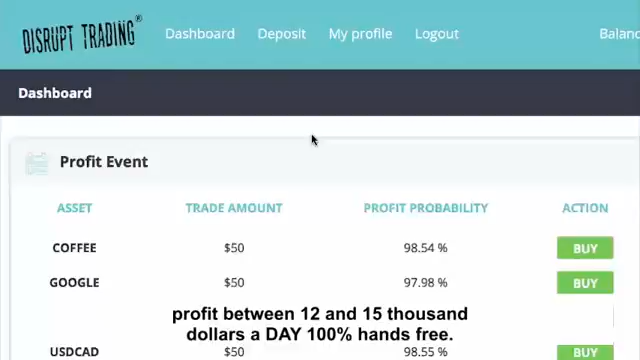 DISRUPT TRADING®
Dashboard Deposit My profile Logout Balanc
Dashboard
Profit Event
ASSET TRADE AMOUNT PROFIT PROBABILITY ACTION
COFFEE $50 98.54 % BUY
GOOGLE $50 97.98 % BUY
profit between 12 and 15 thousand
dollars a DAY 100% hands free.
USDCAD $50 98.55 % BUY